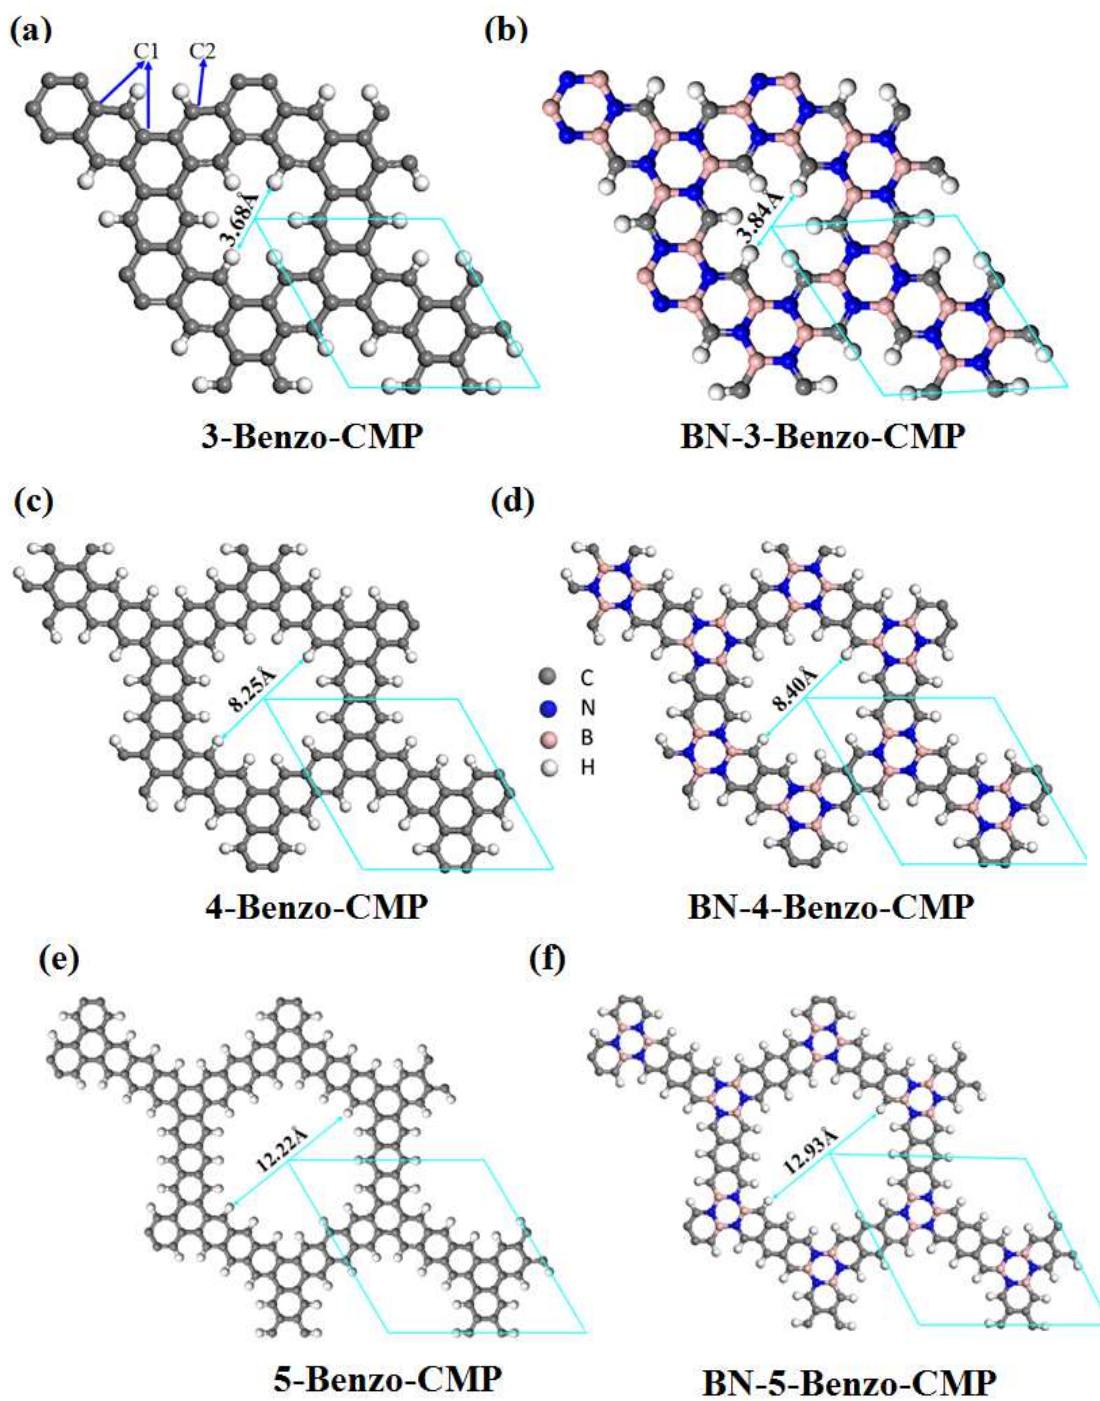 (a)
(b)
C1 C2
3.68Å
3.84Å
3-Benzo-CMP
BN-3-Benzo-CMP
(c)
(d)
8.25Å
8.40Å
C
N
B
H
4-Benzo-CMP
BN-4-Benzo-CMP
(e)
(f)
12.22Å
12.93Å
5-Benzo-CMP
BN-5-Benzo-CMP